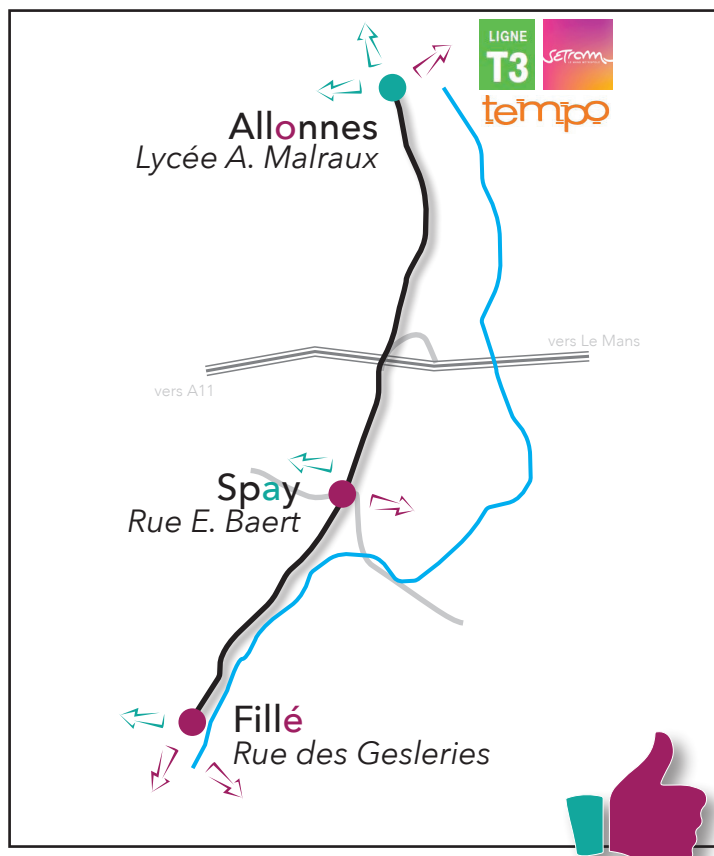 LIGNE
T3
SETRAM
tempo
Allonnes
Lycée A. Malraux
vers Le Mans
vers A11
Spay
Rue E. Baert
Fillé
Rue des Gesleries